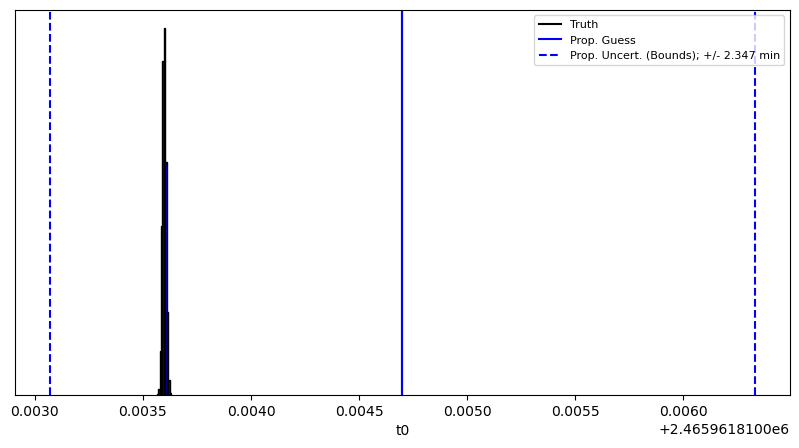 Truth
Prop. Guess
Prop. Uncert. (Bounds); +/- 2.347 min
0.0030 0.0035 0.0040 0.0045 0.0050 0.0055 0.0060
+2.4659618100e6
t0